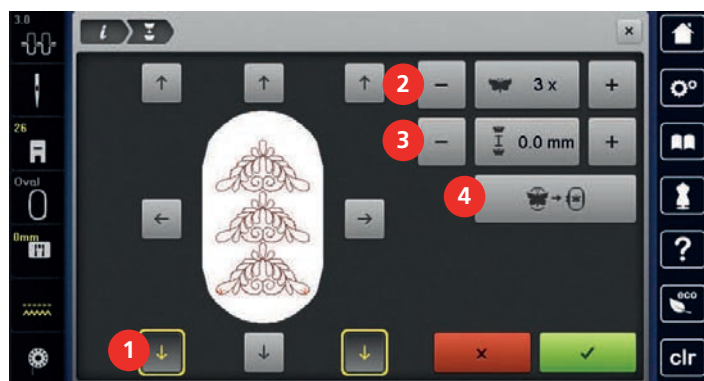 3.0
i
×
2
− 3 x +
26
3
− 0.0 mm +
Oval
4
0mm
?
eco
1
× ✓
clr